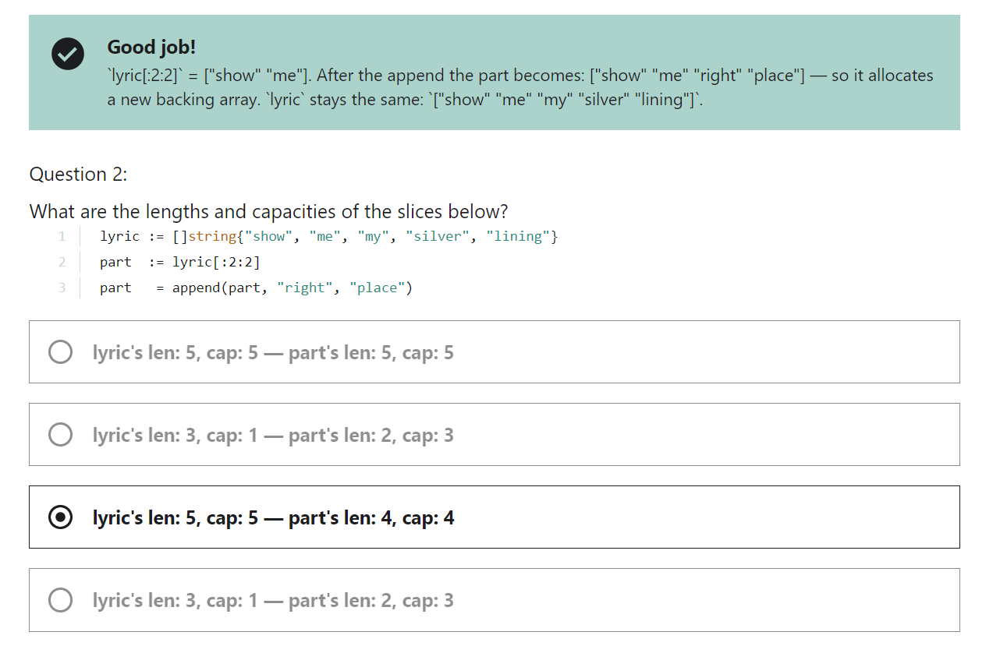 Good job!
`lyric[:2:2]` = ["show" "me"]. After the append the part becomes: ["show" "me" "right" "place"] — so it allocates
a new backing array. `lyric` stays the same: `["show" "me" "my" "silver" "lining"]`.
Question 2:
What are the lengths and capacities of the slices below?
1 lyric := []string{"show", "me", "my", "silver", "lining"}
2 part  := lyric[:2:2]
3 part   = append(part, "right", "place")
lyric's len: 5, cap: 5 — part's len: 5, cap: 5
lyric's len: 3, cap: 1 — part's len: 2, cap: 3
lyric's len: 5, cap: 5 — part's len: 4, cap: 4
lyric's len: 3, cap: 1 — part's len: 2, cap: 3